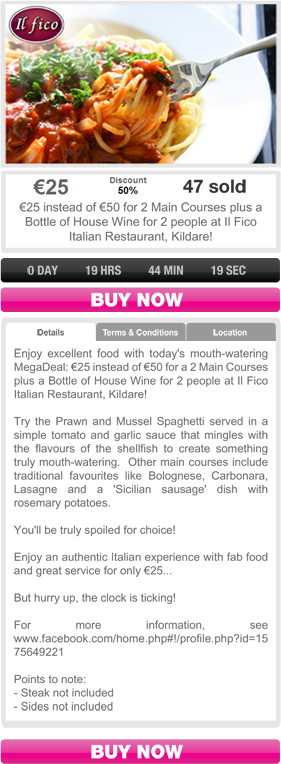 Il fico
€25
Discount
50%
47 sold
€25 instead of €50 for 2 Main Courses plus a
Bottle of House Wine for 2 people at Il Fico
Italian Restaurant, Kildare!
0 DAY 19 HRS 44 MIN 19 SEC
BUY NOW
Details Terms & Conditions Location
Enjoy excellent food with today's mouth-watering
MegaDeal: €25 instead of €50 for a 2 Main Courses
plus a Bottle of House Wine for 2 people at Il Fico
Italian Restaurant, Kildare!
Try the Prawn and Mussel Spaghetti served in a
simple tomato and garlic sauce that mingles with
the flavours of the shellfish to create something
truly mouth-watering. Other main courses include
traditional favourites like Bolognese, Carbonara,
Lasagne and a 'Sicilian sausage' dish with
rosemary potatoes.
You'll be truly spoiled for choice!
Enjoy an authentic Italian experience with fab food
and great service for only €25...
But hurry up, the clock is ticking!
For more information, see
www.facebook.com/home.php#!/profile.php?id=15
75649221
Points to note:
- Steak not included
- Sides not included
BUY NOW